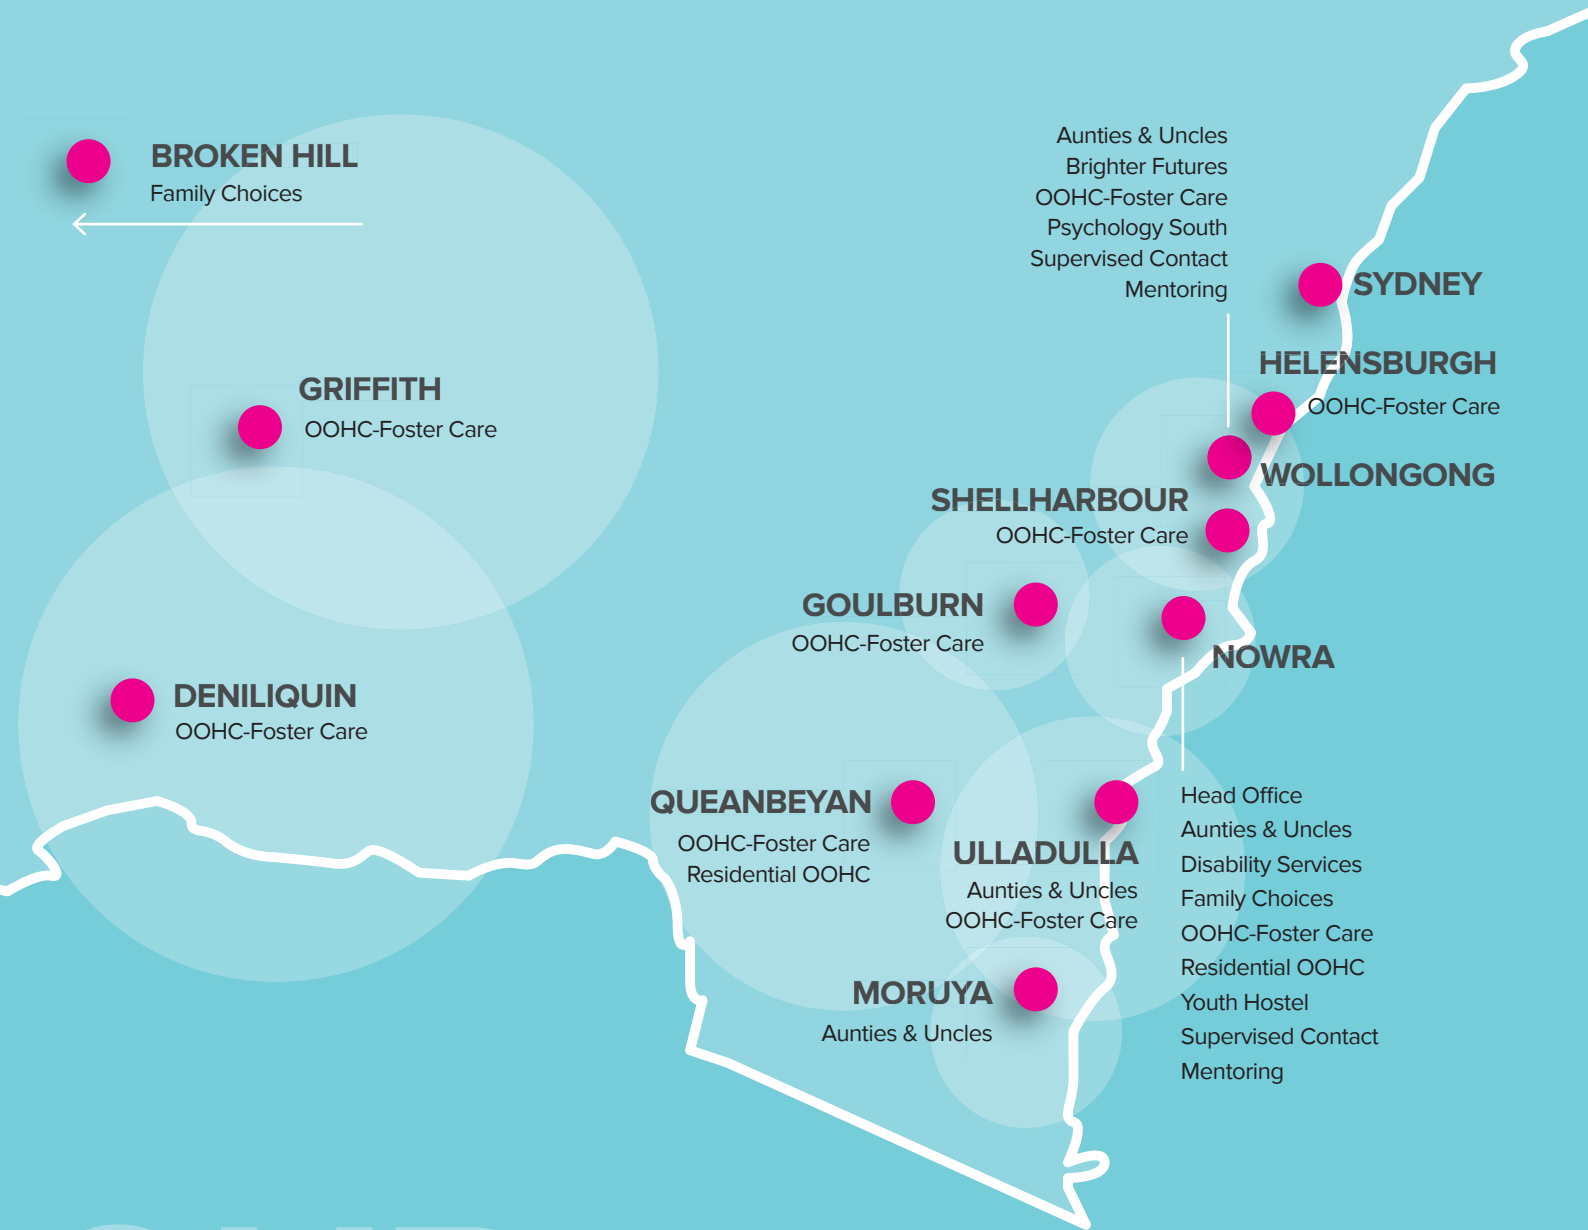 BROKEN HILL
Family Choices
Aunties & Uncles
Brighter Futures
OOHC-Foster Care
Psychology South
Supervised Contact
Mentoring
SYDNEY
HELENSBURGH
OOHC-Foster Care
GRIFFITH
OOHC-Foster Care
WOLLONGONG
SHELLHARBOUR
OOHC-Foster Care
GOULBURN
OOHC-Foster Care
NOWRA
Head Office
Aunties & Uncles
Disability Services
Family Choices
OOHC-Foster Care
Residential OOHC
Youth Hostel
Supervised Contact
Mentoring
DENILIQUIN
OOHC-Foster Care
QUEANBEYAN
OOHC-Foster Care
Residential OOHC
ULLADULLA
Aunties & Uncles
OOHC-Foster Care
MORUYA
Aunties & Uncles